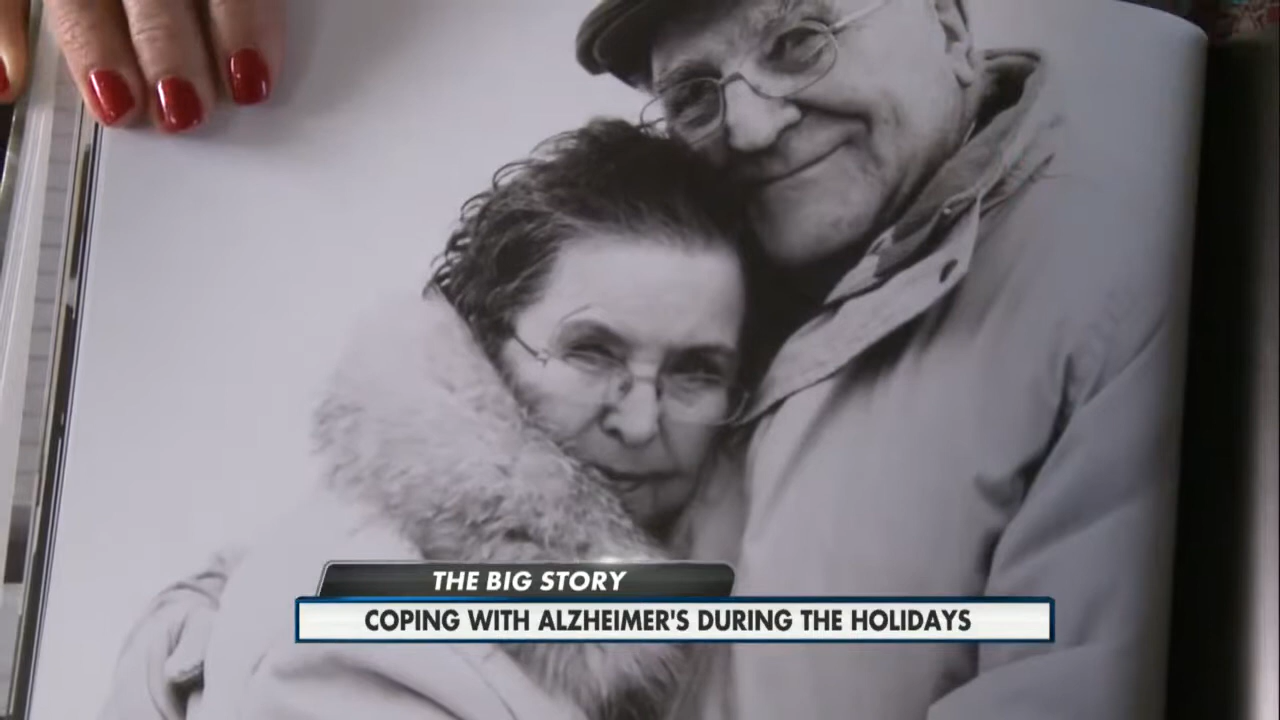 THE BIG STORY
COPING WITH ALZHEIMER'S DURING THE HOLIDAYS